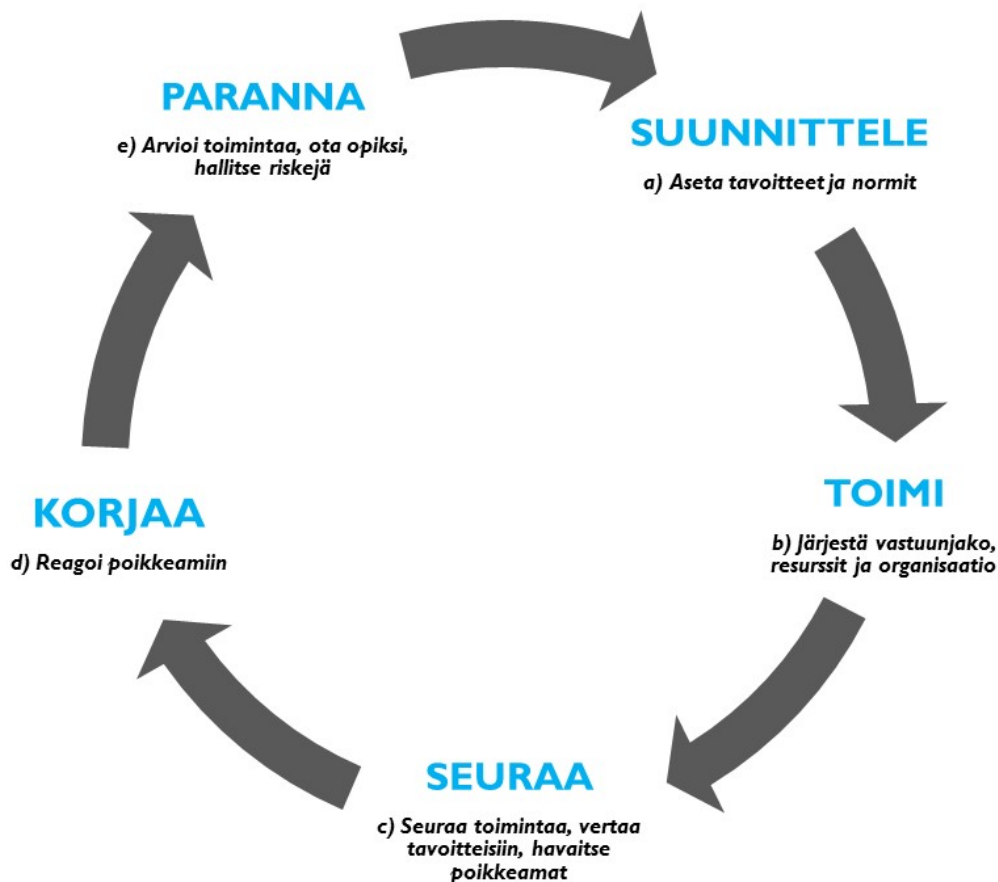 PARANNA
e) Arvioi toimintaa, ota opiksi,
hallitse riskejä
SUUNNITTELE
a) Aseta tavoitteet ja normit
TOIMI
b) Järjestä vastuunjako,
resurssit ja organisaatio
SEURAA
c) Seuraa toimintaa, vertaa
tavoitteisiin, havaitse
poikkeamat
KORJAA
d) Reagoi poikkeamiin